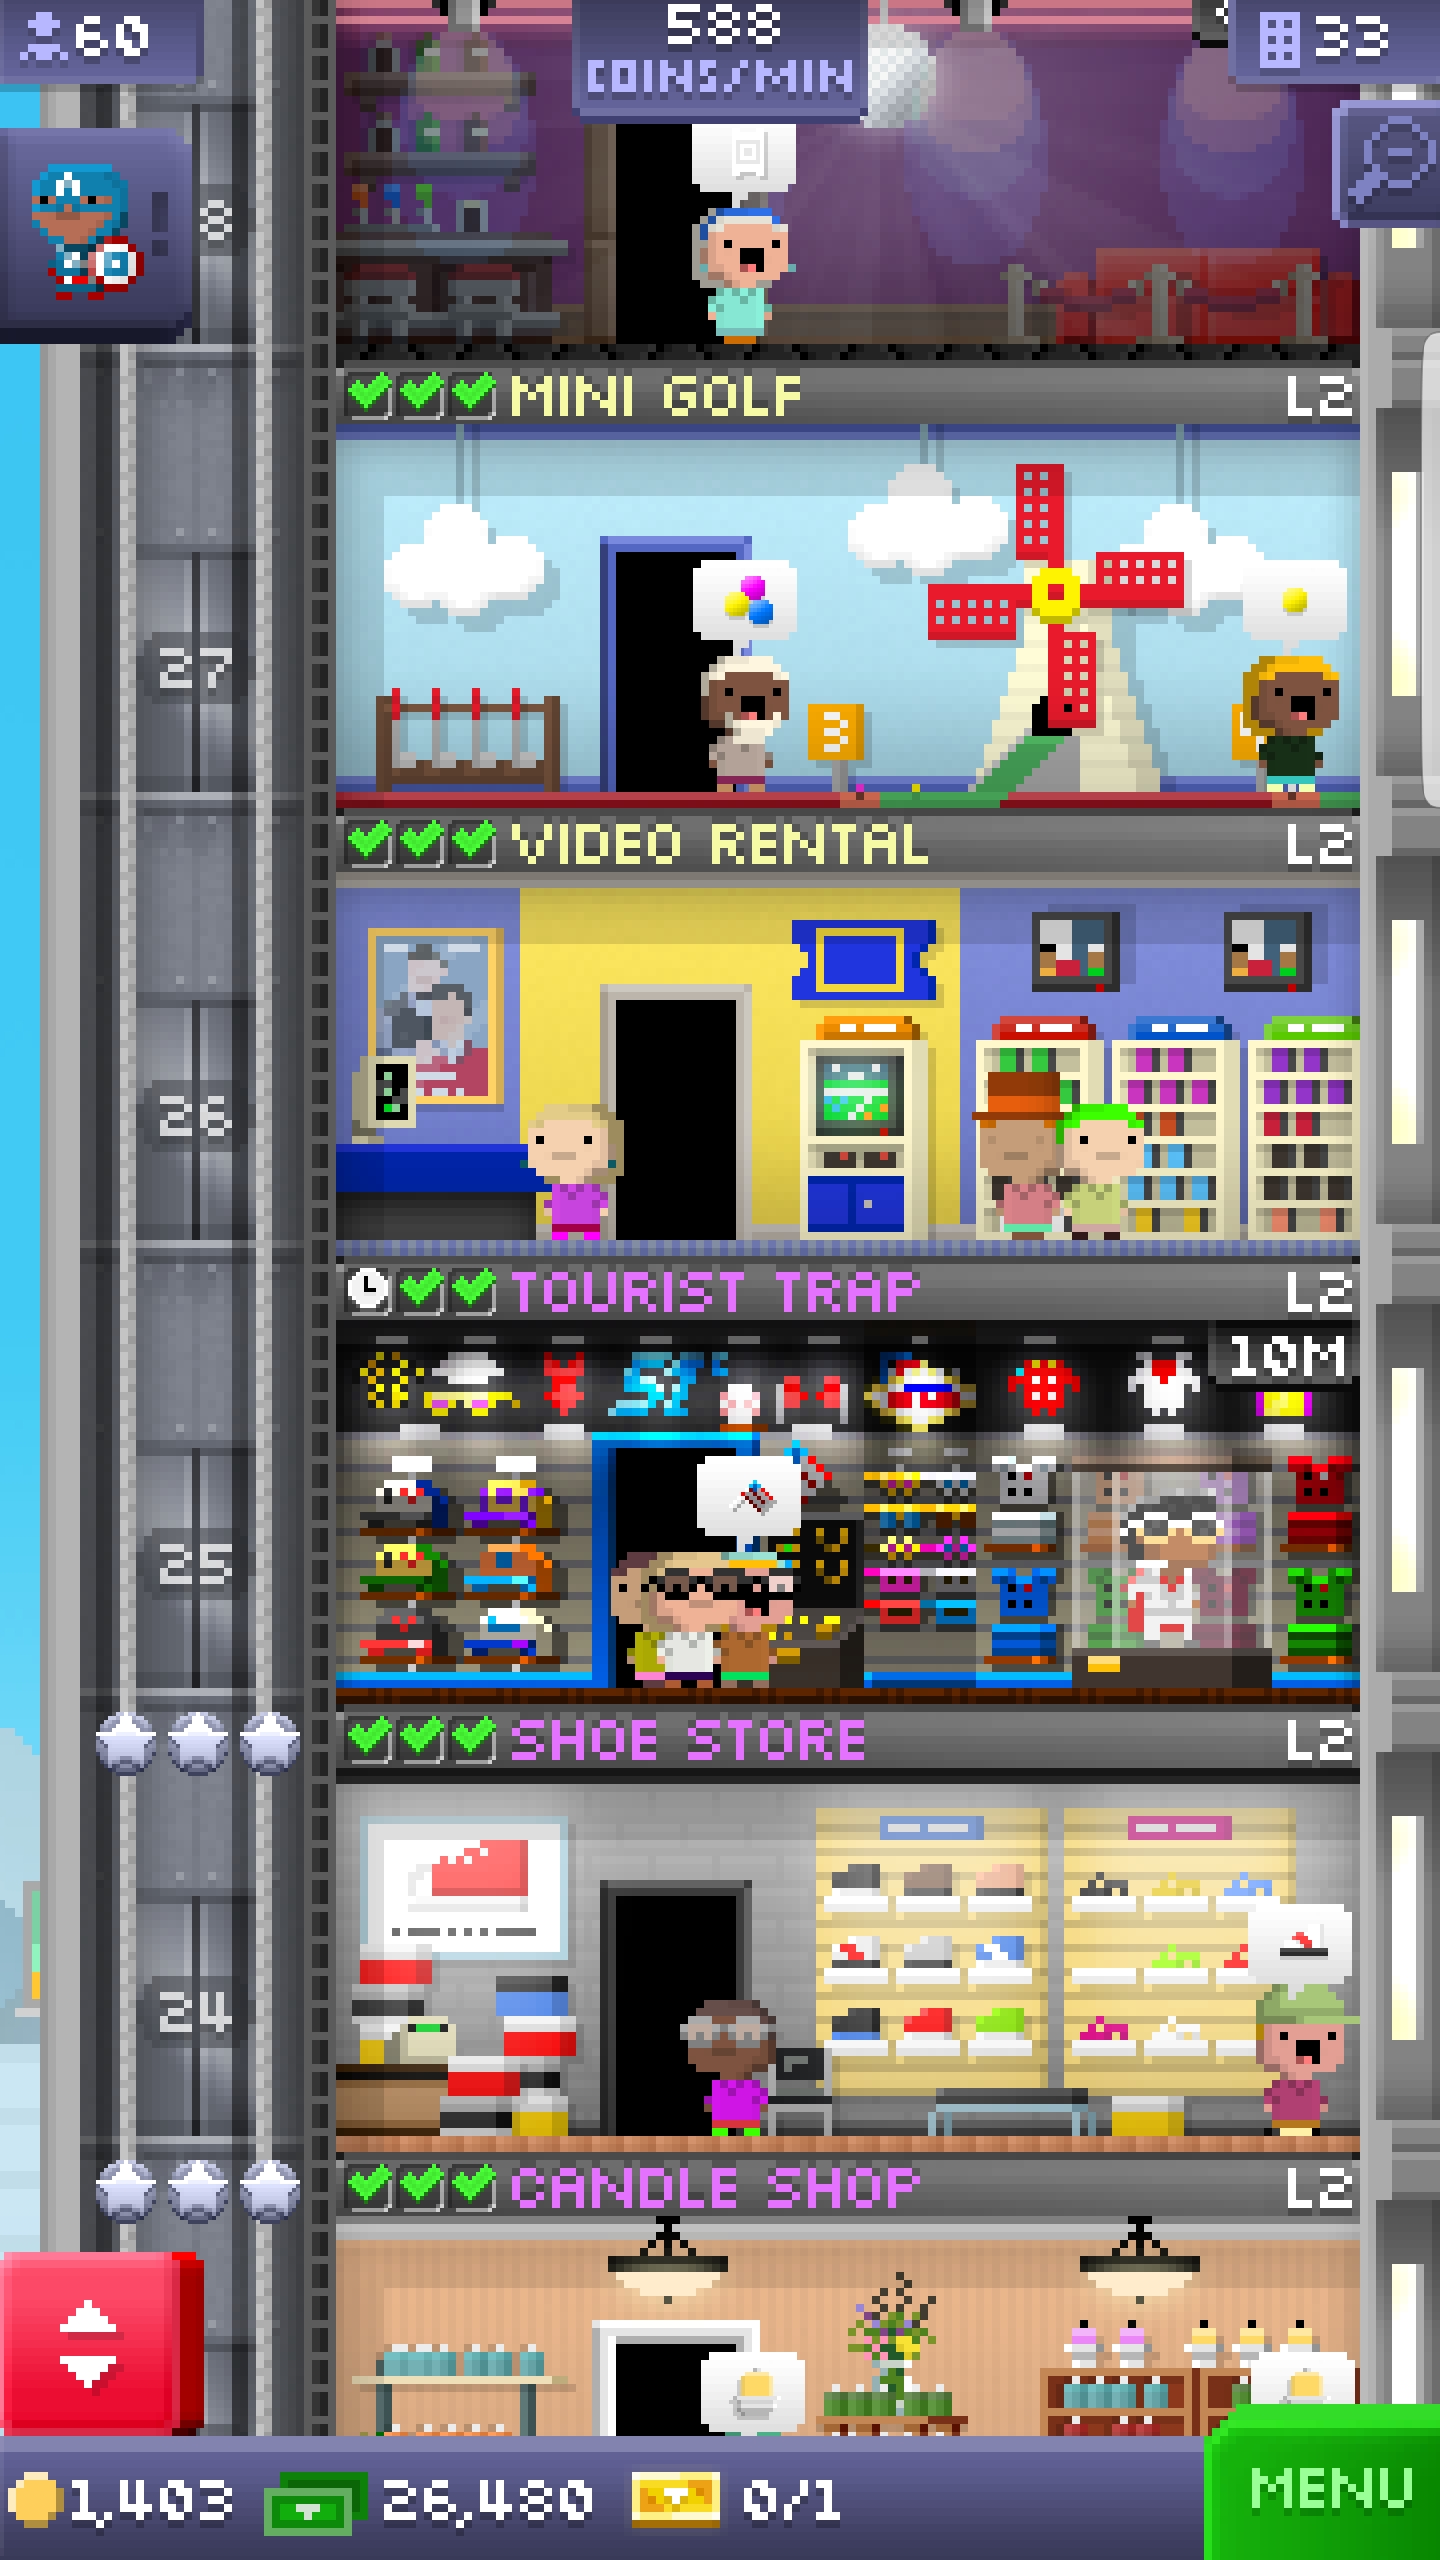 60
588
COINS/MIN
33
8
MINI GOLF L2
27
3
VIDEO RENTAL L2
26
TOURIST TRAP L2
10M
25
SHOE STORE L2
24
CANDLE SHOP L2
1,403 26,480 0/1 MENU